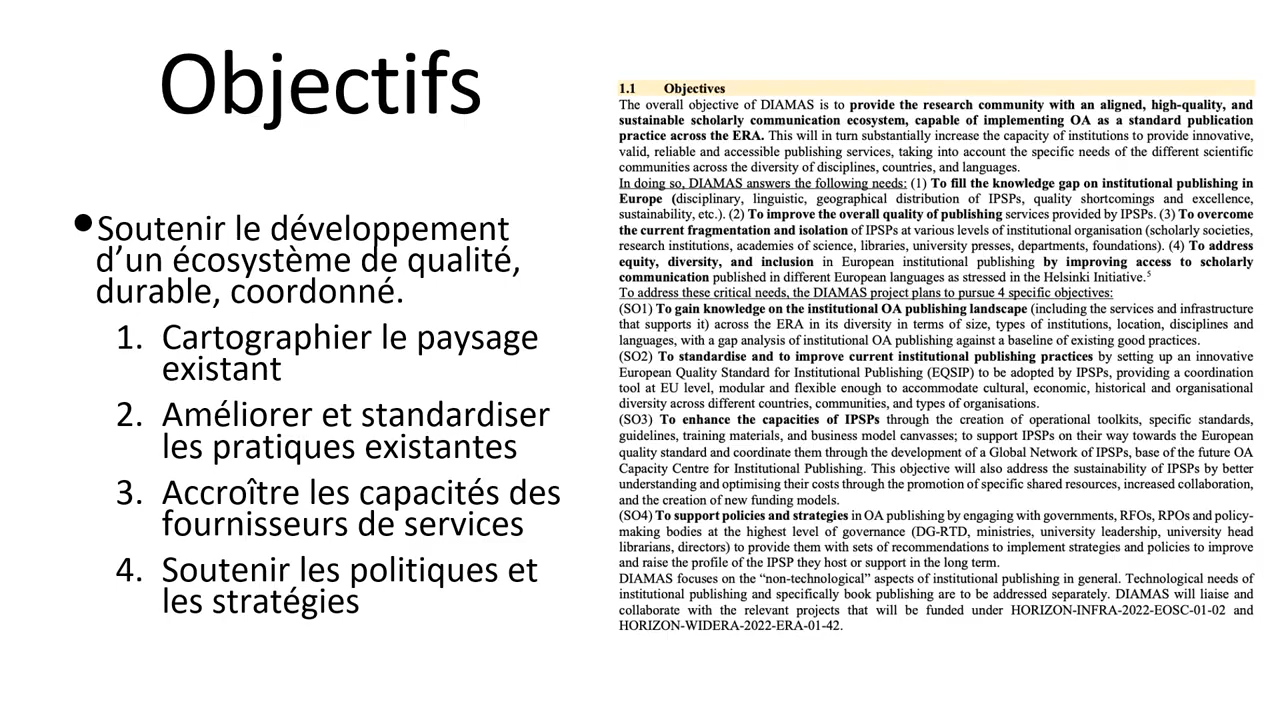 Objectifs
•Soutenir le développement
d’un écosystème de qualité,
durable, coordonné.
1. Cartographier le paysage
existant
2. Améliorer et standardiser
les pratiques existantes
3. Accroître les capacités des
fournisseurs de services
4. Soutenir les politiques et
les stratégies
1.1 Objectives
The overall objective of DIAMAS is to provide the research community with an aligned, high-quality, and
sustainable scholarly communication ecosystem, capable of implementing OA as a standard publication
practice across the ERA. This will in turn substantially increase the capacity of institutions to provide innovative,
valid, reliable and accessible publishing services, taking into account the specific needs of the different scientific
communities across the diversity of disciplines, countries, and languages.
In doing so, DIAMAS answers the following needs: (1) To fill the knowledge gap on institutional publishing in
Europe (disciplinary, linguistic, geographical distribution of IPSPs, quality shortcomings and excellence,
sustainability, etc.). (2) To improve the overall quality of publishing services provided by IPSPs. (3) To overcome
the current fragmentation and isolation of IPSPs at various levels of institutional organisation (scholarly societies,
research institutions, academies of science, libraries, university presses, departments, foundations). (4) To address
equity, diversity, and inclusion in European institutional publishing by improving access to scholarly
communication published in different European languages as stressed in the Helsinki Initiative.5
To address these critical needs, the DIAMAS project plans to pursue 4 specific objectives:
(SO1) To gain knowledge on the institutional OA publishing landscape (including the services and infrastructure
that supports it) across the ERA in its diversity in terms of size, types of institutions, location, disciplines and
languages, with a gap analysis of institutional OA publishing against a baseline of existing good practices.
(SO2) To standardise and to improve current institutional publishing practices by setting up an innovative
European Quality Standard for Institutional Publishing (EQSIP) to be adopted by IPSPs, providing a coordination
tool at EU level, modular and flexible enough to accommodate cultural, economic, historical and organisational
diversity across different countries, communities, and types of organisations.
(SO3) To enhance the capacities of IPSPs through the creation of operational toolkits, specific standards,
guidelines, training materials, and business model canvasses; to support IPSPs on their way towards the European
quality standard and coordinate them through the development of a Global Network of IPSPs, base of the future OA
Capacity Centre for Institutional Publishing. This objective will also address the sustainability of IPSPs by better
understanding and optimising their costs through the promotion of specific shared resources, increased collaboration,
and the creation of new funding models.
(SO4) To support policies and strategies in OA publishing by engaging with governments, RFOs, RPOs and policy-
making bodies at the highest level of governance (DG-RTD, ministries, university leadership, university head
librarians, directors) to provide them with sets of recommendations to implement strategies and policies to improve
and raise the profile of the IPSP they host or support in the long term.
DIAMAS focuses on the “non-technological” aspects of institutional publishing in general. Technological needs of
institutional publishing and specifically book publishing are to be addressed separately. DIAMAS will liaise and
collaborate with the relevant projects that will be funded under HORIZON-INFRA-2022-EOSC-01-02 and
HORIZON-WIDERA-2022-ERA-01-42.